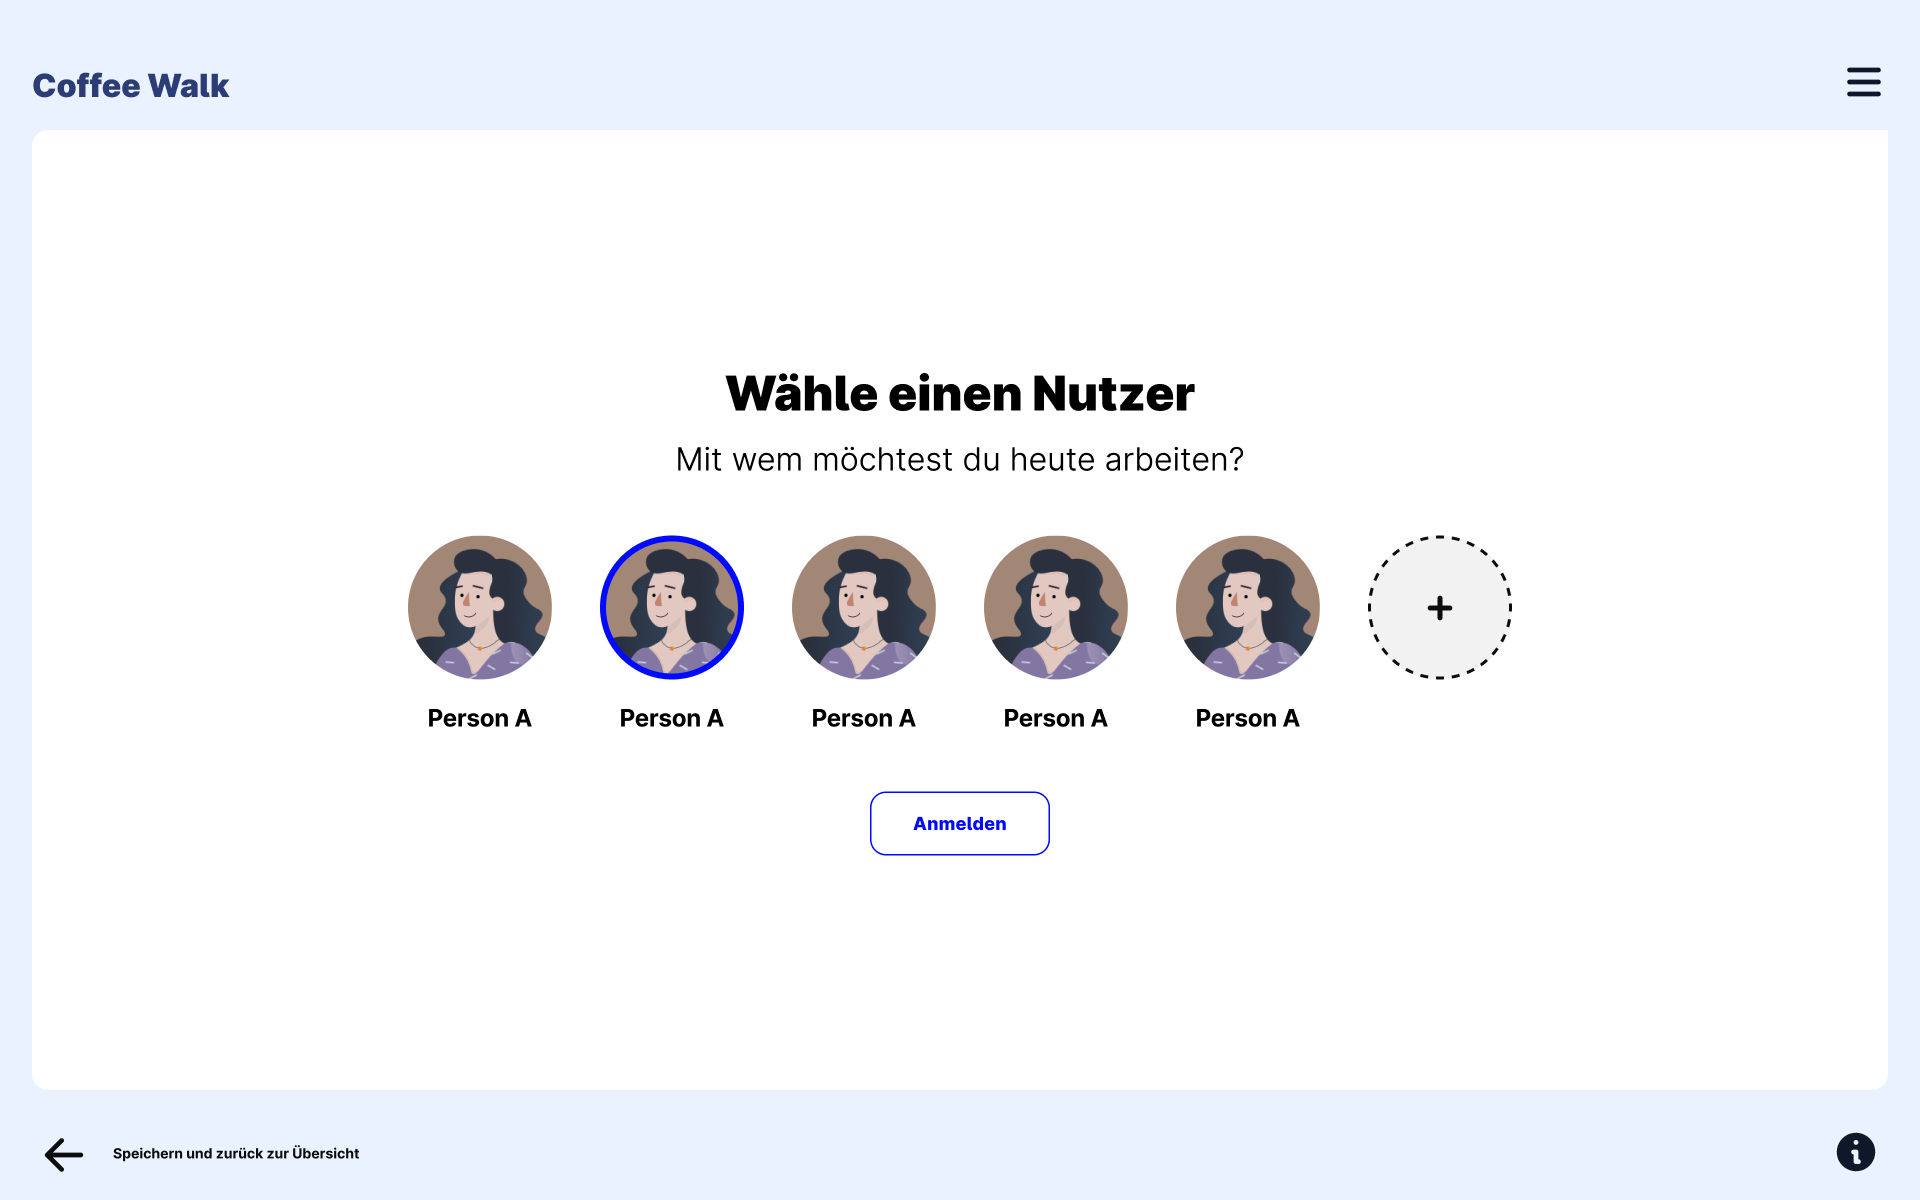 Coffee Walk
Wähle einen Nutzer
Mit wem möchtest du heute arbeiten?
Person A
Person A
Person A
Person A
Person A
Anmelden
Speichern und zurück zur Übersicht